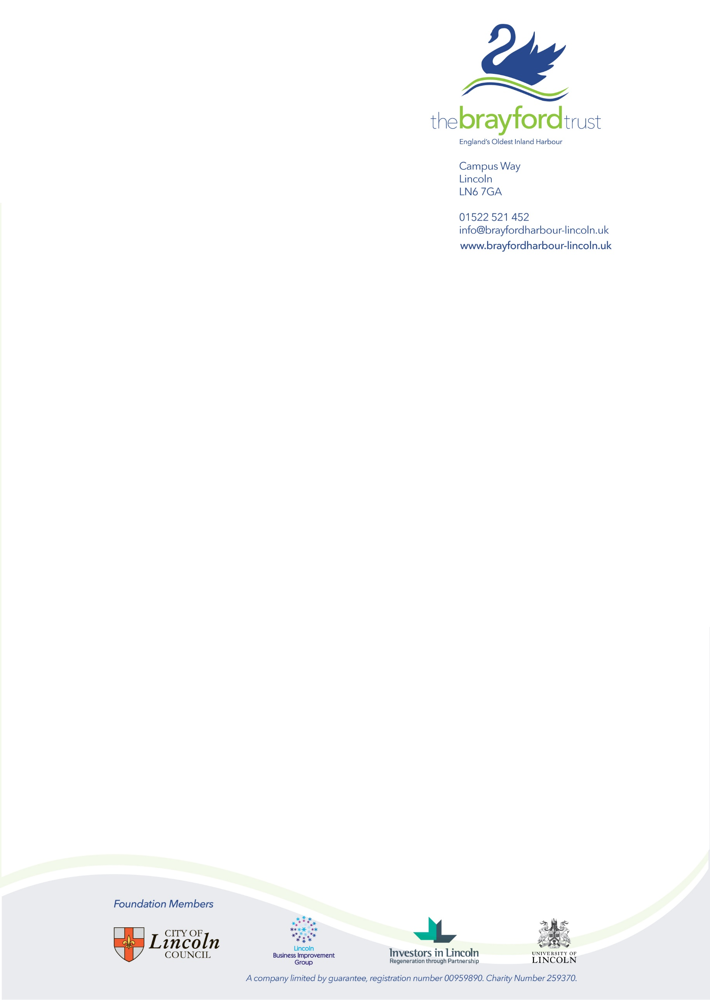 thebrayfordtrust
England's Oldest Inland Harbour
Campus Way
Lincoln
LN6 7GA
01522 521 452
info@brayfordharbour-lincoln.uk
www.brayfordharbour-lincoln.uk
Foundation Members
CITY OF
Lincoln
COUNCIL
Lincoln
Business Improvement
Group
Investors in Lincoln
Regeneration through Partnership
UNIVERSITY OF
LINCOLN
A company limited by guarantee, registration number 00959890. Charity Number 259370.